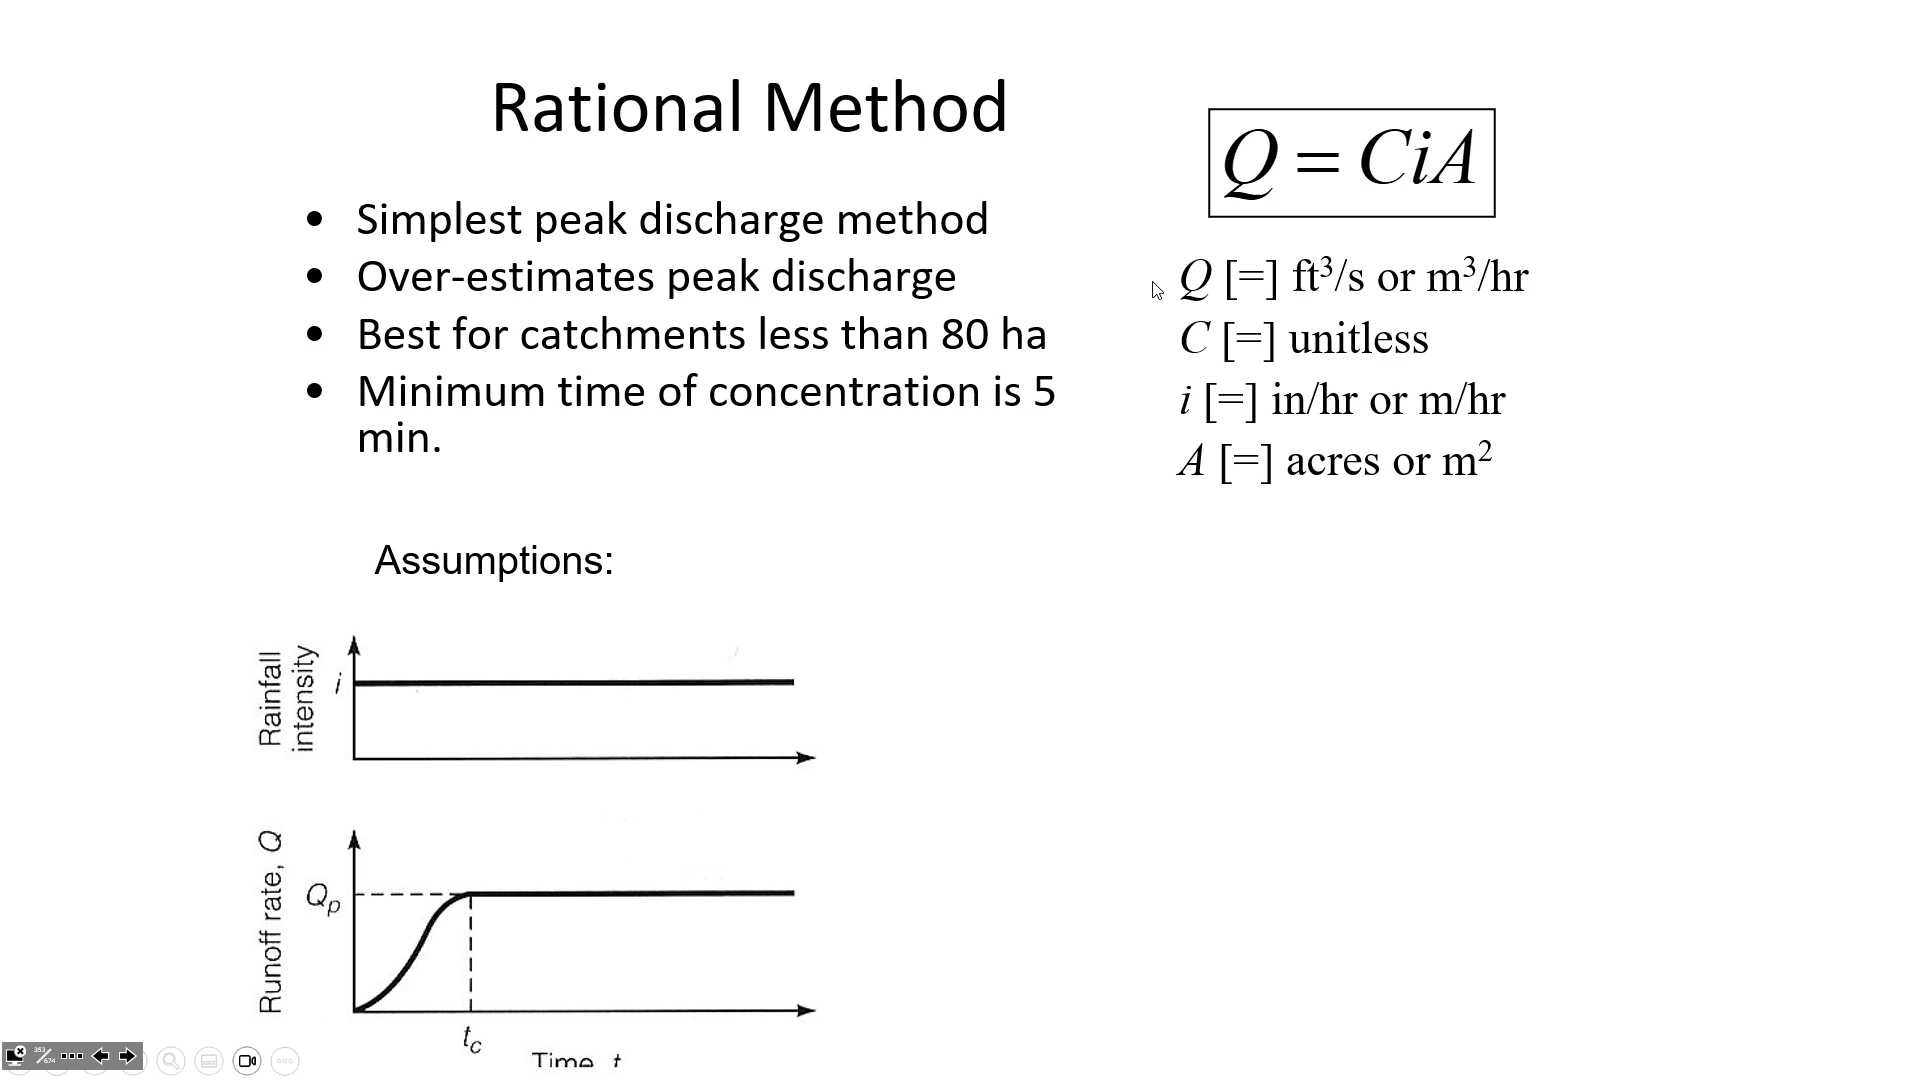 Rational Method
Q = CiA
• Simplest peak discharge method
• Over-estimates peak discharge
• Best for catchments less than 80 ha
• Minimum time of concentration is 5
min.
Q [=] ft³/s or m³/hr
C [=] unitless
i [=] in/hr or m/hr
A [=] acres or m²
Assumptions:
Rainfall
intensity
i
Runoff rate, Q
Qp
tc
Time, t
353/674